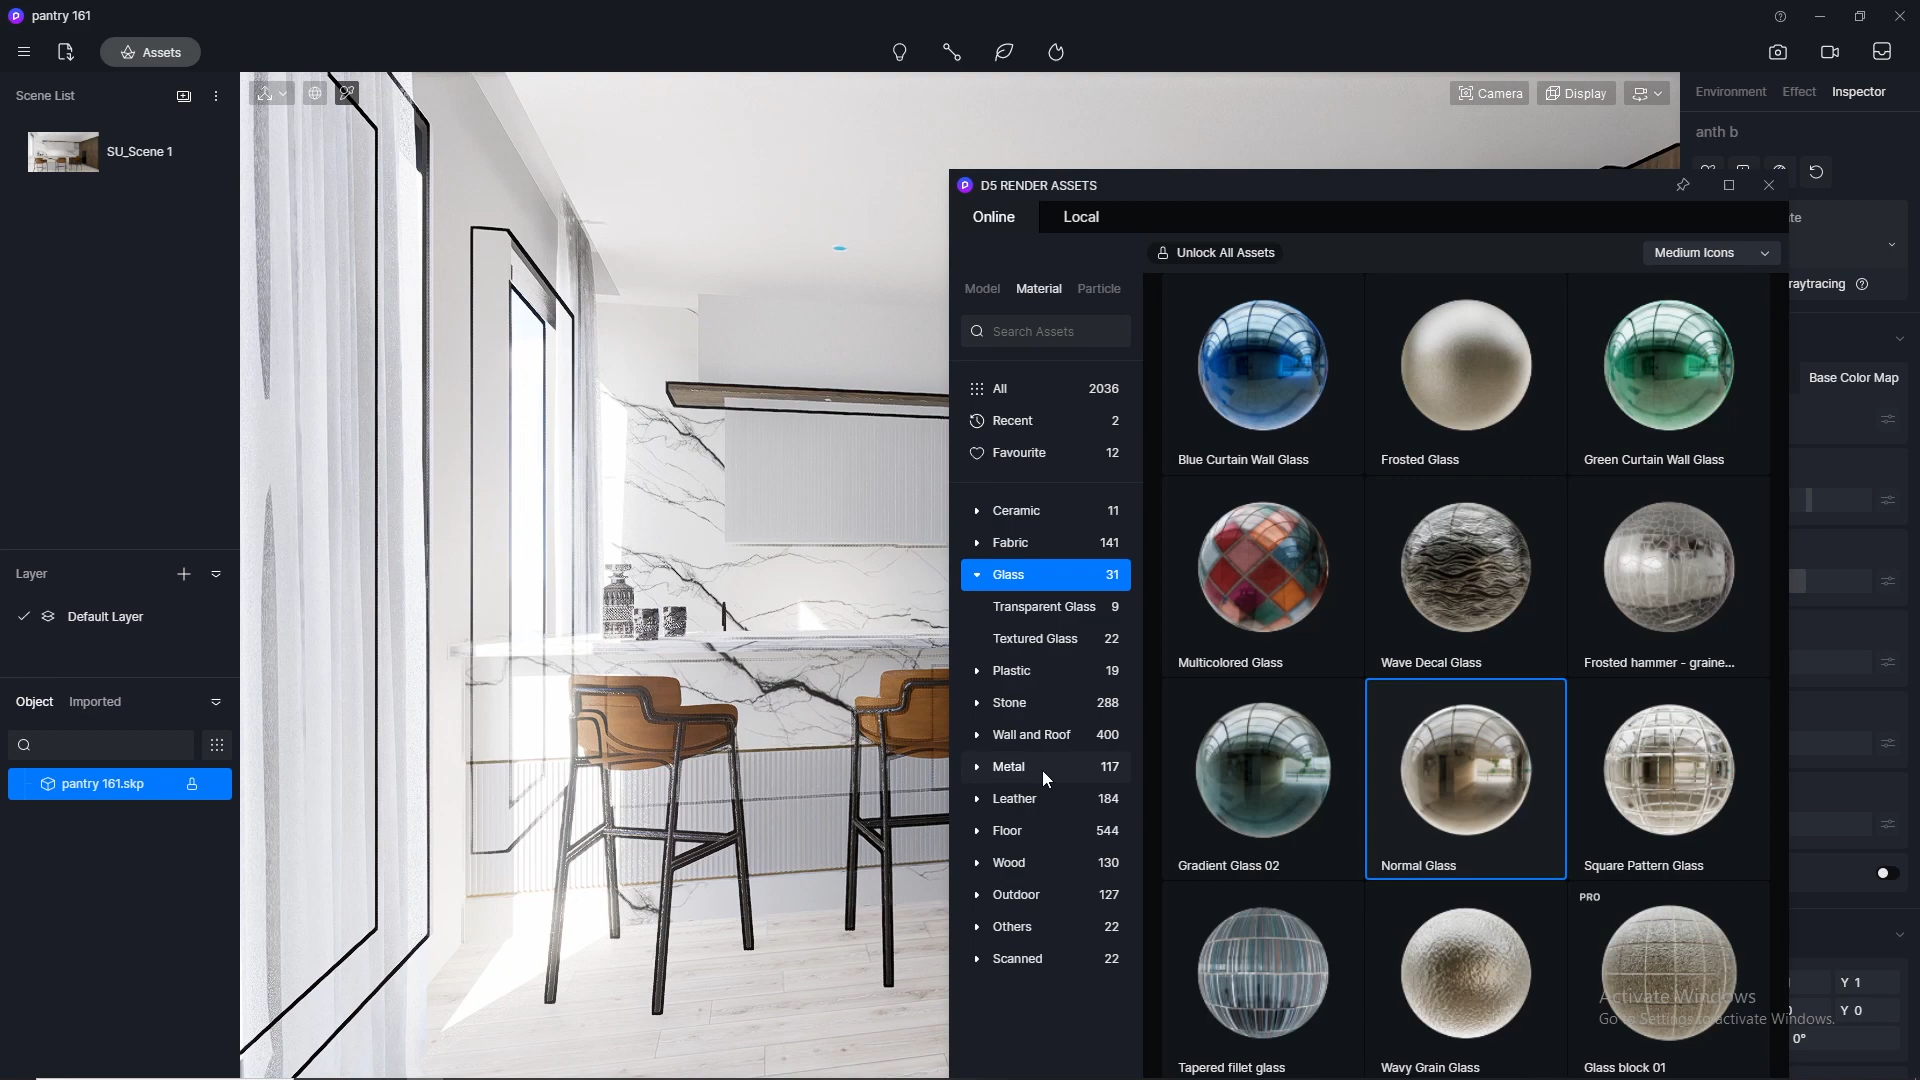 pantry 161
Assets
Scene List
SU_Scene 1
Camera
Display
Environment
Effect
Inspector
anth b
D5 RENDER ASSETS
Online
Local
Unlock All Assets
Medium Icons
raytracing
Model
Material
Particle
Search Assets
Base Color Map
All 2036
Recent 2
Favourite 12
Ceramic 11
Fabric 141
Glass 31
Transparent Glass 9
Textured Glass 22
Plastic 19
Stone 288
Wall and Roof 400
Metal 117
Leather 184
Floor 544
Wood 130
Outdoor 127
Others 22
Scanned 22
Blue Curtain Wall Glass
Frosted Glass
Green Curtain Wall Glass
Multicolored Glass
Wave Decal Glass
Frosted hammer - graine...
Gradient Glass 02
Normal Glass
Square Pattern Glass
PRO
Tapered fillet glass
Wavy Grain Glass
Glass block 01
Layer
Default Layer
Object
Imported
pantry 161.skp
Y 1
Y 0
0°
Activate Windows
Go to Settings to activate Windows.